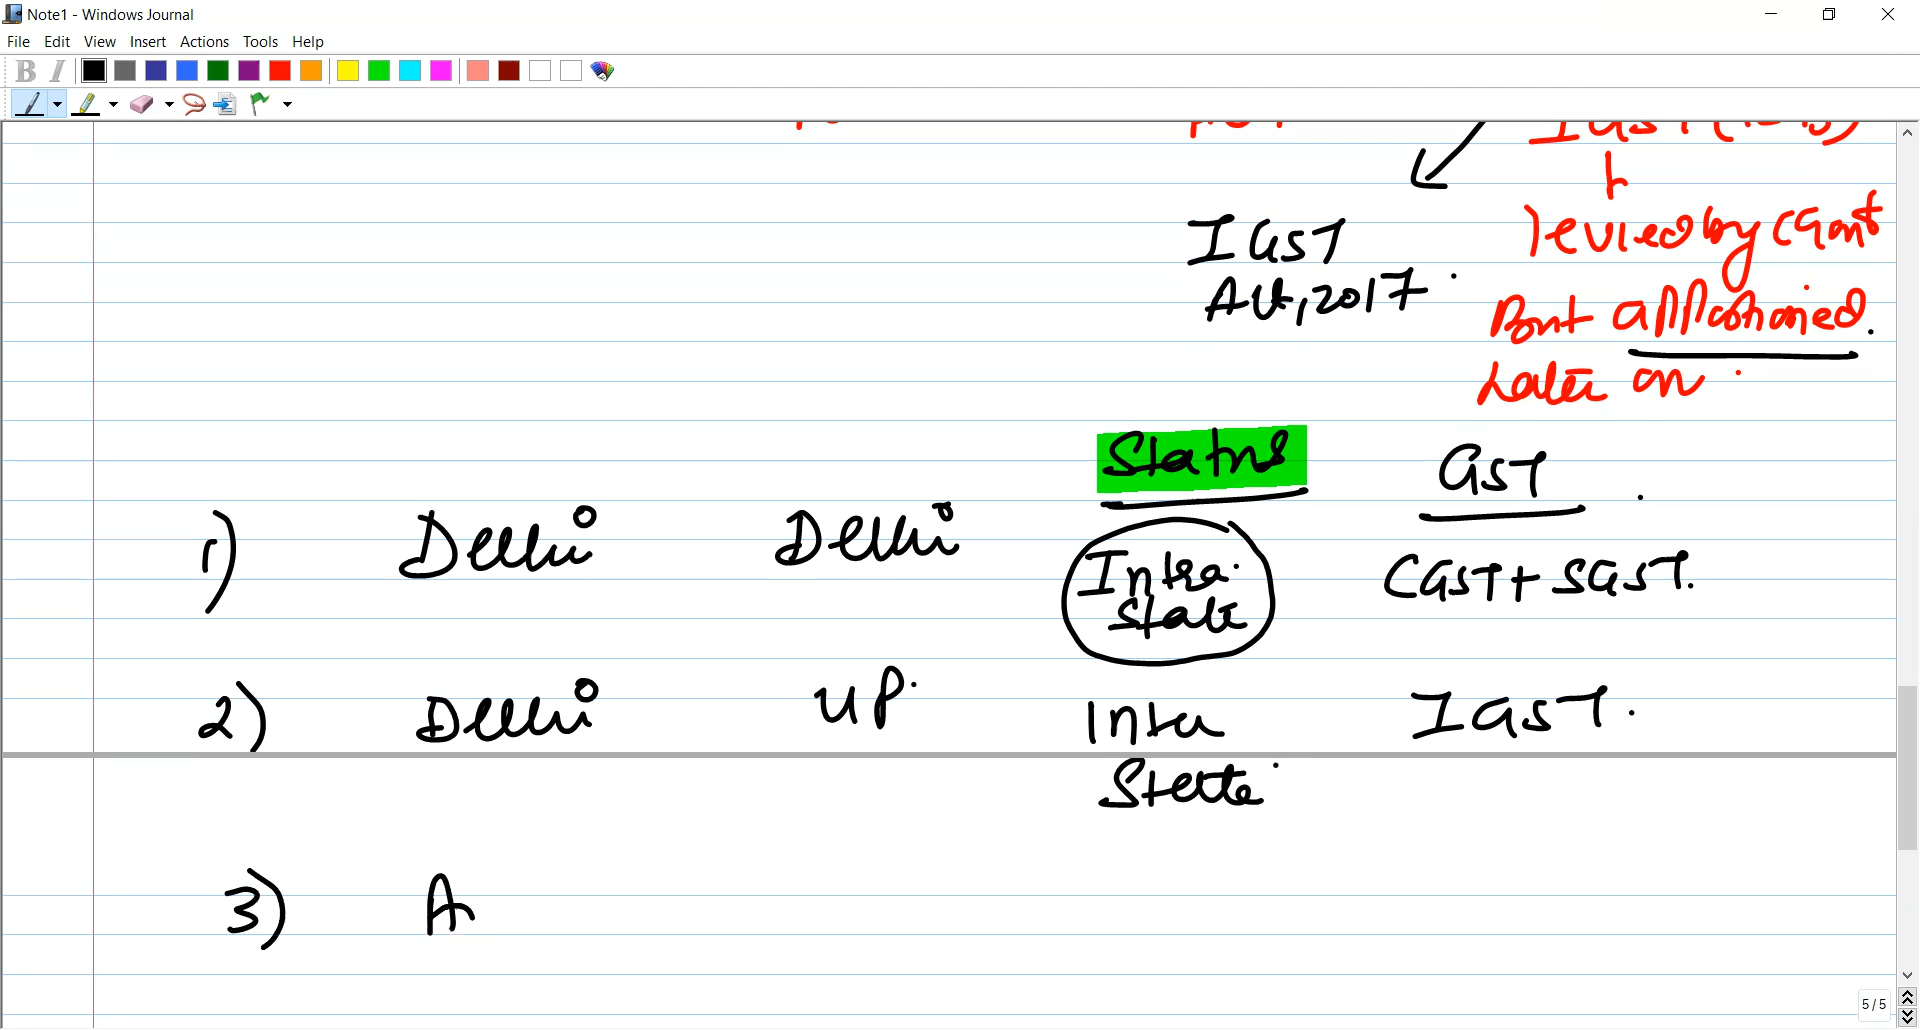 Note1 - Windows Journal
File Edit View Insert Actions Tools Help
B I
IGST
Act, 2017
levied by CGovt
But apportioned.
Later on
Status GST
1) Delhi Delhi Intra State CGST + SGST.
2) Delhi UP. Inter State IGST.
3) A
5/5